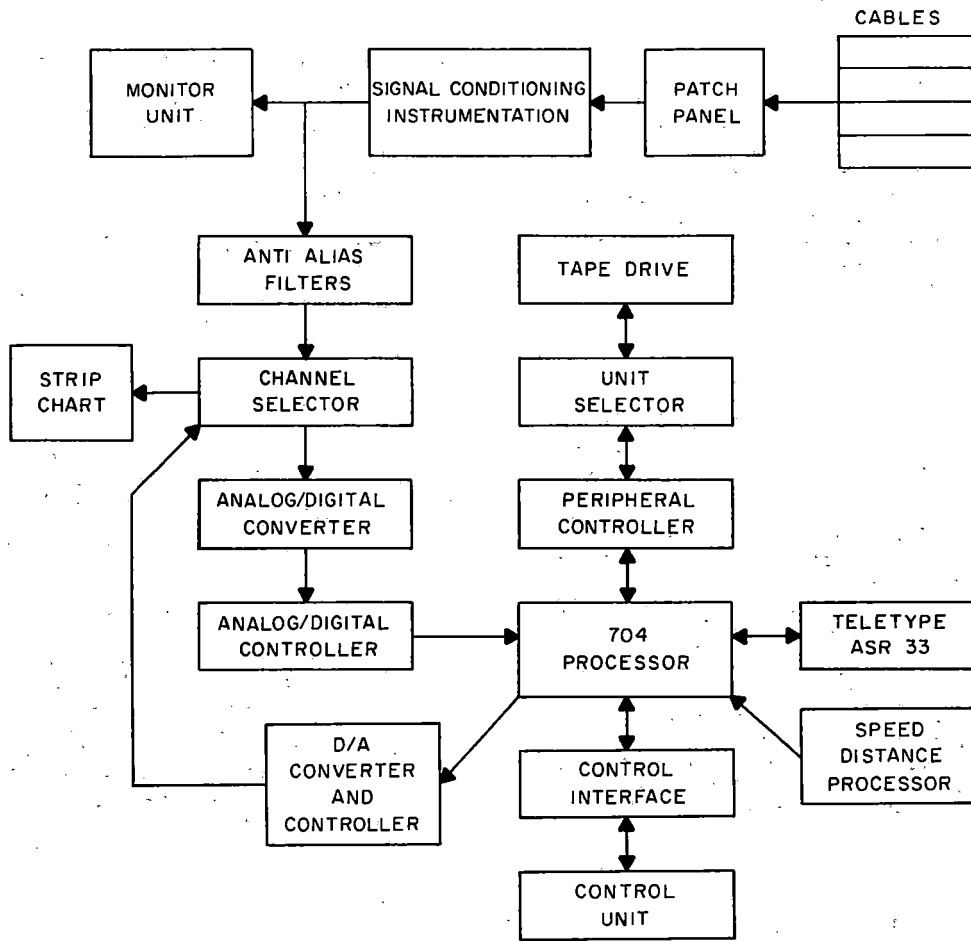 CABLES
MONITOR
UNIT
SIGNAL CONDITIONING
INSTRUMENTATION
PATCH
PANEL
ANTI ALIAS
FILTERS
TAPE DRIVE
STRIP
CHART
CHANNEL
SELECTOR
UNIT
SELECTOR
ANALOG/DIGITAL
CONVERTER
PERIPHERAL
CONTROLLER
ANALOG/DIGITAL
CONTROLLER
704
PROCESSOR
TELETYPE
ASR 33
D/A
CONVERTER
AND
CONTROLLER
CONTROL
INTERFACE
SPEED
DISTANCE
PROCESSOR
CONTROL
UNIT